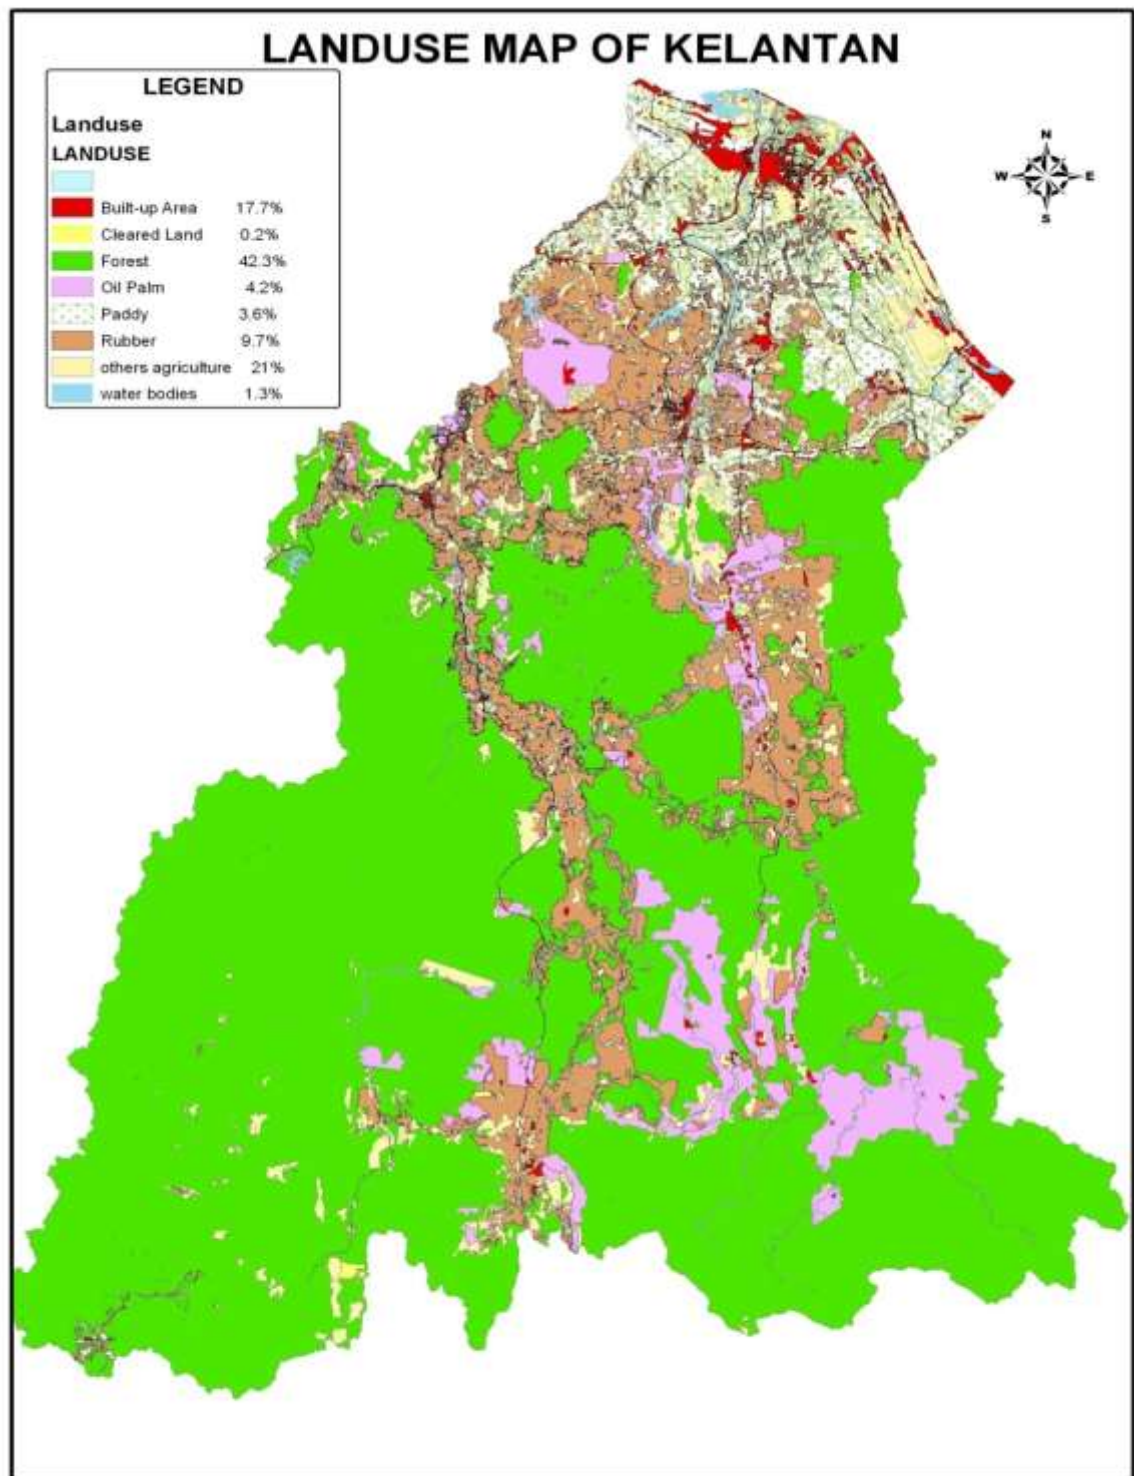 LANDUSE MAP OF KELANTAN
LEGEND
Landuse
LANDUSE
Built-up Area 17.7%
Cleared Land 0.2%
Forest 42.3%
Oil Palm 4.2%
Paddy 3.6%
Rubber 9.7%
others agriculture 21%
water bodies 1.3%
N
W E
S